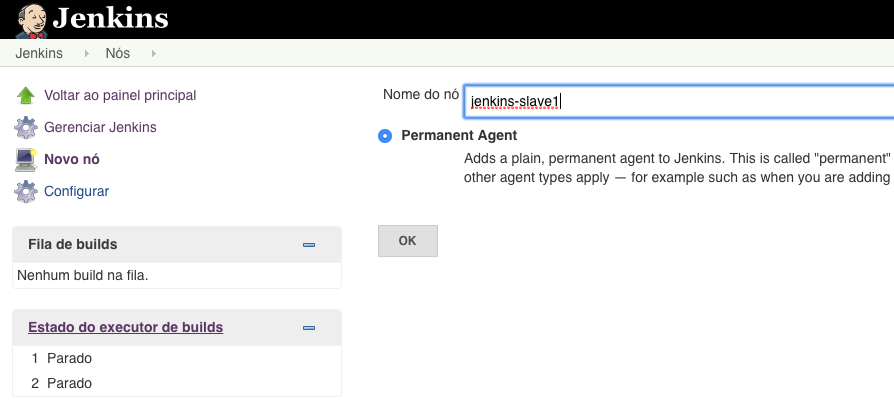 Jenkins
Jenkins
Nós
Voltar ao painel principal
Gerenciar Jenkins
Novo nó
Configurar
Nome do nó jenkins-slave1
Permanent Agent
Adds a plain, permanent agent to Jenkins. This is called "permanent"
other agent types apply — for example such as when you are adding
OK
Fila de builds
Nenhum build na fila.
Estado do executor de builds
1 Parado
2 Parado